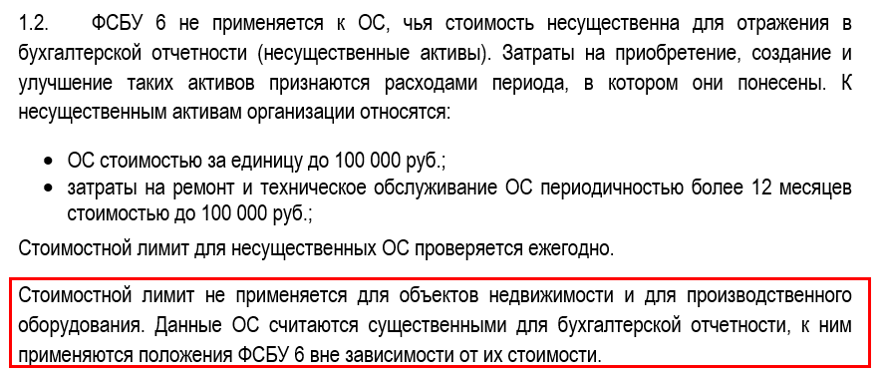 1.2. ФСБУ 6 не применяется к ОС, чья стоимость несущественна для отражения в
бухгалтерской отчетности (несущественные активы). Затраты на приобретение, создание и
улучшение таких активов признаются расходами периода, в котором они понесены. К
несущественным активам организации относятся:
• ОС стоимостью за единицу до 100 000 руб.;
• затраты на ремонт и техническое обслуживание ОС периодичностью более 12 месяцев
стоимостью до 100 000 руб.;
Стоимостной лимит для несущественных ОС проверяется ежегодно.
Стоимостной лимит не применяется для объектов недвижимости и для производственного
оборудования. Данные ОС считаются существенными для бухгалтерской отчетности, к ним
применяются положения ФСБУ 6 вне зависимости от их стоимости.